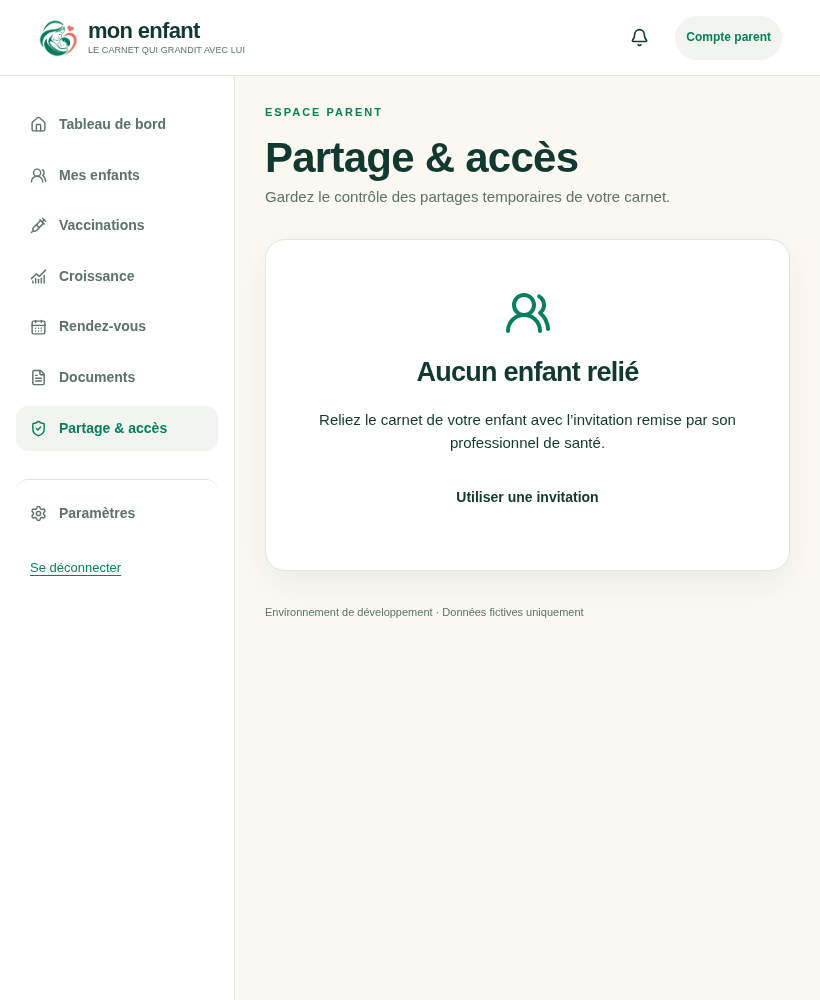 mon enfant
LE CARNET QUI GRANDIT AVEC LUI
Compte parent
Tableau de bord
Mes enfants
Vaccinations
Croissance
Rendez-vous
Documents
Partage & accès
Paramètres
Se déconnecter
ESPACE PARENT
Partage & accès
Gardez le contrôle des partages temporaires de votre carnet.
Aucun enfant relié
Reliez le carnet de votre enfant avec l’invitation remise par son
professionnel de santé.
Utiliser une invitation
Environnement de développement · Données fictives uniquement